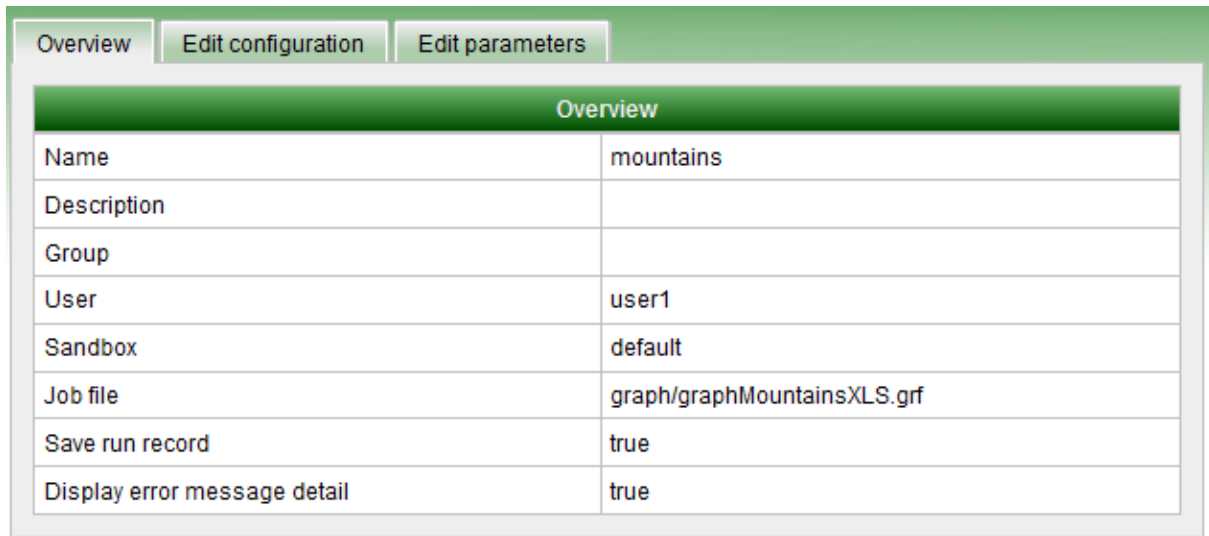 Overview Edit configuration Edit parameters
Overview
Name mountains
Description
Group
User user1
Sandbox default
Job file graph/graphMountainsXLS.grf
Save run record true
Display error message detail true